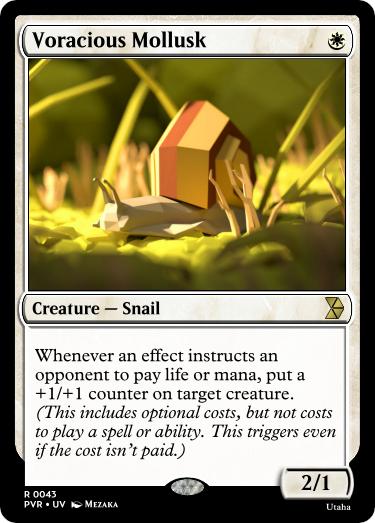 Voracious Mollusk
Creature — Snail
Whenever an effect instructs an
opponent to pay life or mana, put a
+1/+1 counter on target creature.
(This includes optional costs, but not costs
to play a spell or ability. This triggers even
if the cost isn't paid.)
2/1
R 0043
PVR • UV Mezaka
Utaha